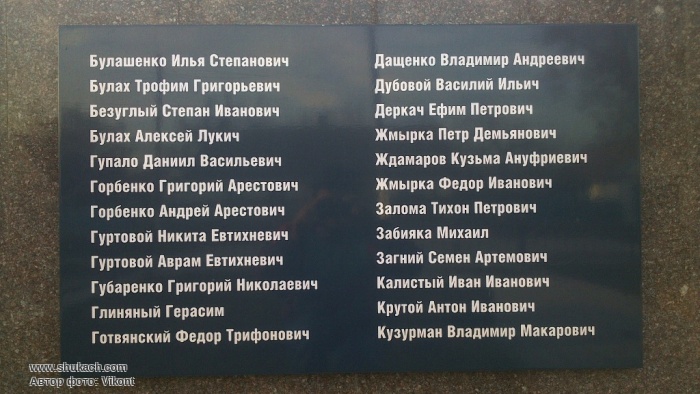 Булашенко Илья Степанович
Булах Трофим Григорьевич
Безуглый Степан Иванович
Булах Алексей Лукич
Гупало Даниил Васильевич
Горбенко Григорий Арестович
Горбенко Андрей Арестович
Гуртовой Никита Евтихневич
Гуртовой Аврам Евтихневич
Губаренко Григорий Николаевич
Глиняный Герасим
Готвянский Федор Трифонович
Дащенко Владимир Андреевич
Дубовой Василий Ильич
Деркач Ефим Петрович
Жмырка Петр Демьянович
Ждамаров Кузьма Ануфриевич
Жмырка Федор Иванович
Залома Тихон Петрович
Забияка Михаил
Загний Семен Артемович
Калистый Иван Иванович
Крутой Антон Иванович
Кузурман Владимир Макарович
www.shukach.com
Автор фото: Vikont